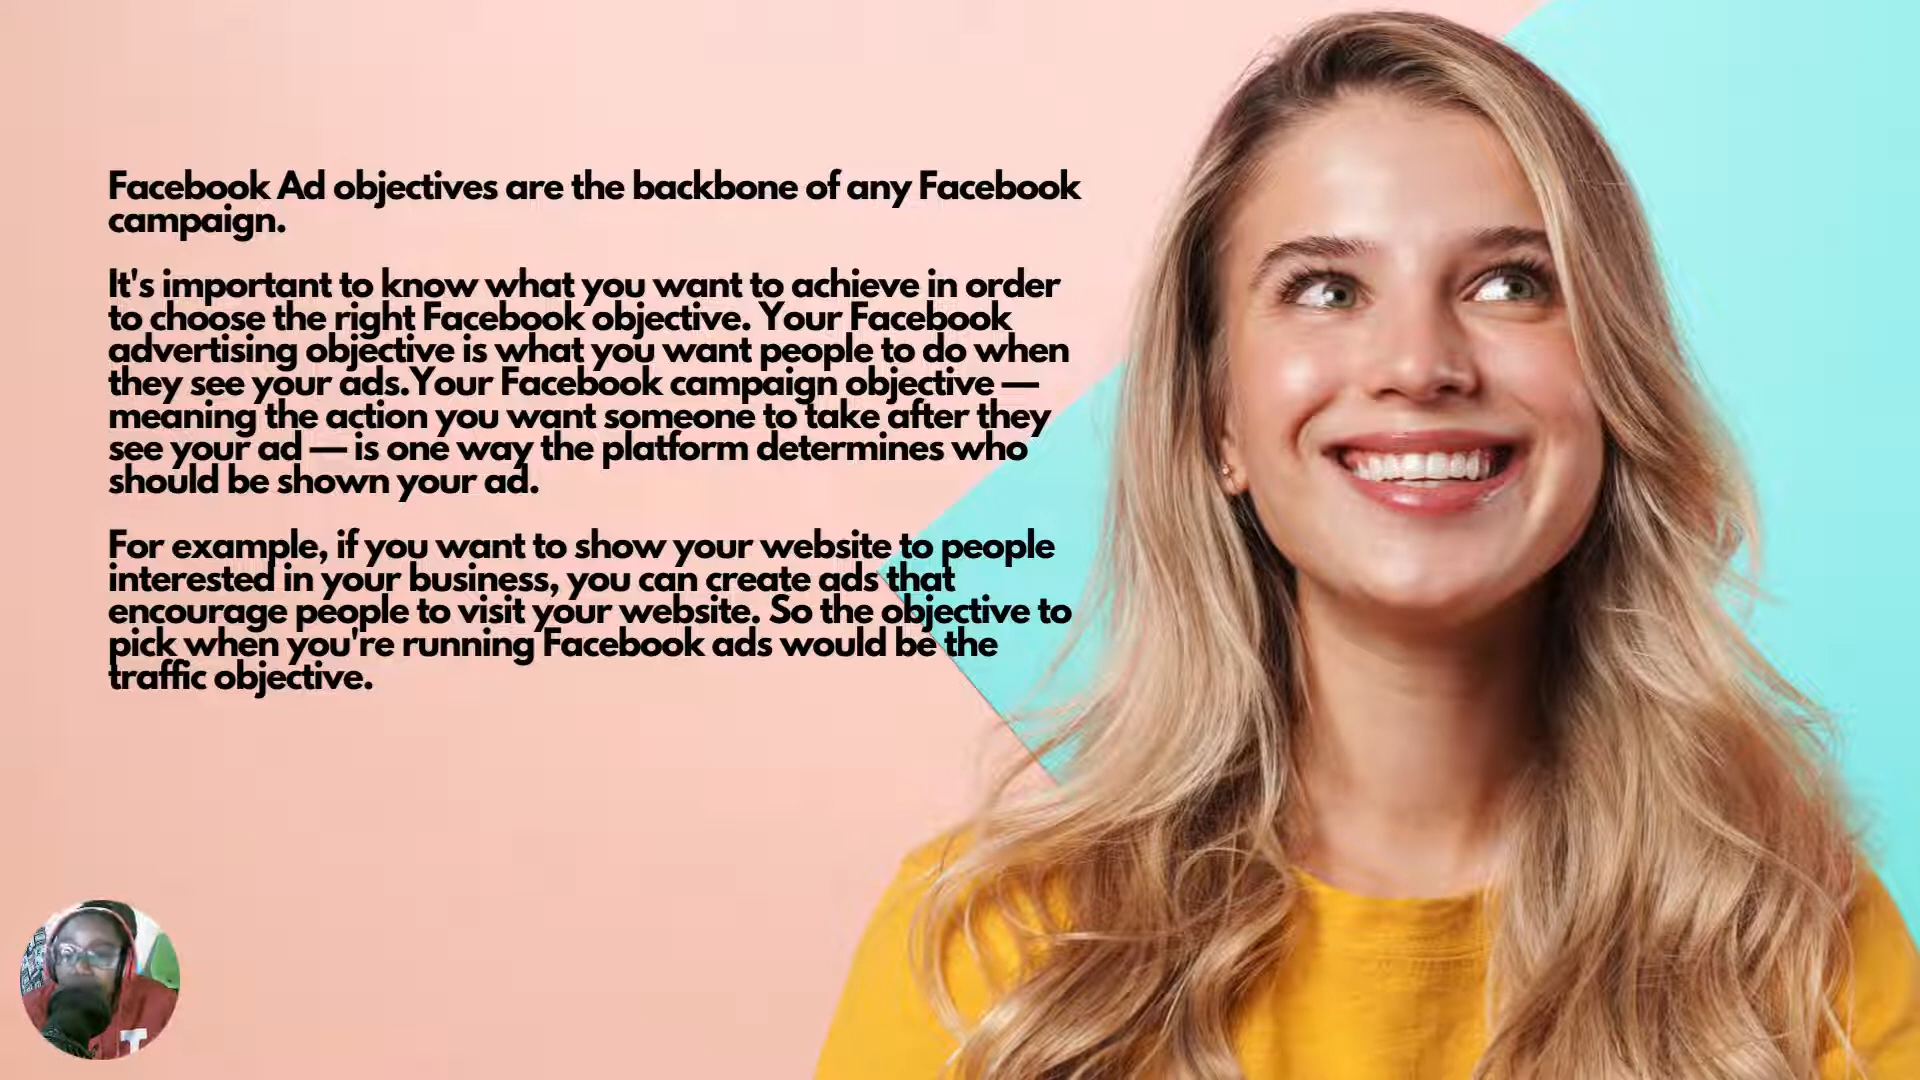 Facebook Ad objectives are the backbone of any Facebook
campaign.
It's important to know what you want to achieve in order
to choose the right Facebook objective. Your Facebook
advertising objective is what you want people to do when
they see your ads.Your Facebook campaign objective —
meaning the action you want someone to take after they
see your ad — is one way the platform determines who
should be shown your ad.
For example, if you want to show your website to people
interested in your business, you can create ads that
encourage people to visit your website. So the objective to
pick when you're running Facebook ads would be the
traffic objective.